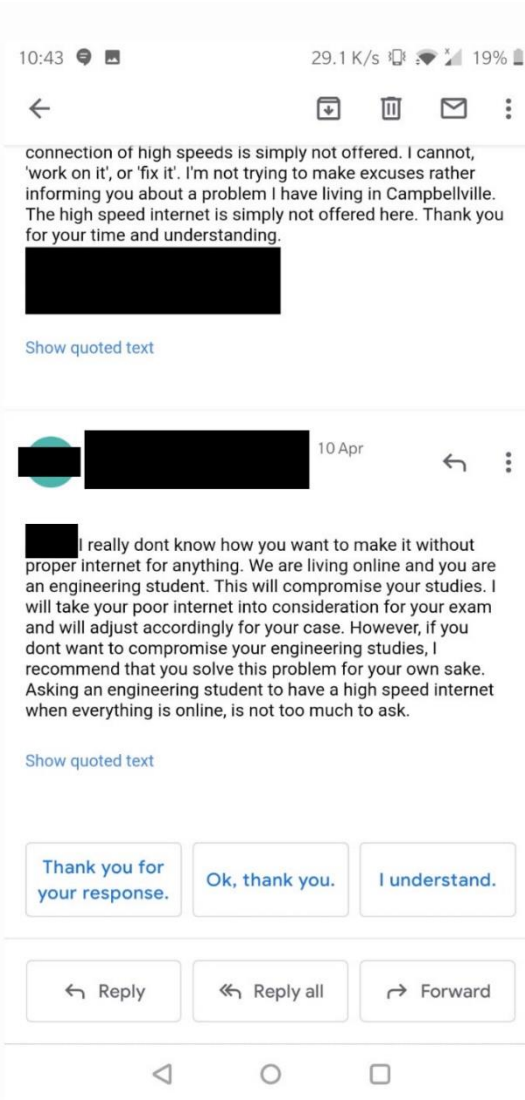 10:43 29.1 K/s x 19%
connection of high speeds is simply not offered. I cannot,
'work on it', or 'fix it'. I'm not trying to make excuses rather
informing you about a problem I have living in Campbellville.
The high speed internet is simply not offered here. Thank you
for your time and understanding.
Show quoted text
10 Apr
I really dont know how you want to make it without
proper internet for anything. We are living online and you are
an engineering student. This will compromise your studies. I
will take your poor internet into consideration for your exam
and will adjust accordingly for your case. However, if you
dont want to compromise your engineering studies, I
recommend that you solve this problem for your own sake.
Asking an engineering student to have a high speed internet
when everything is online, is not too much to ask.
Show quoted text
Thank you for
your response.
Ok, thank you.
I understand.
Reply
Reply all
Forward